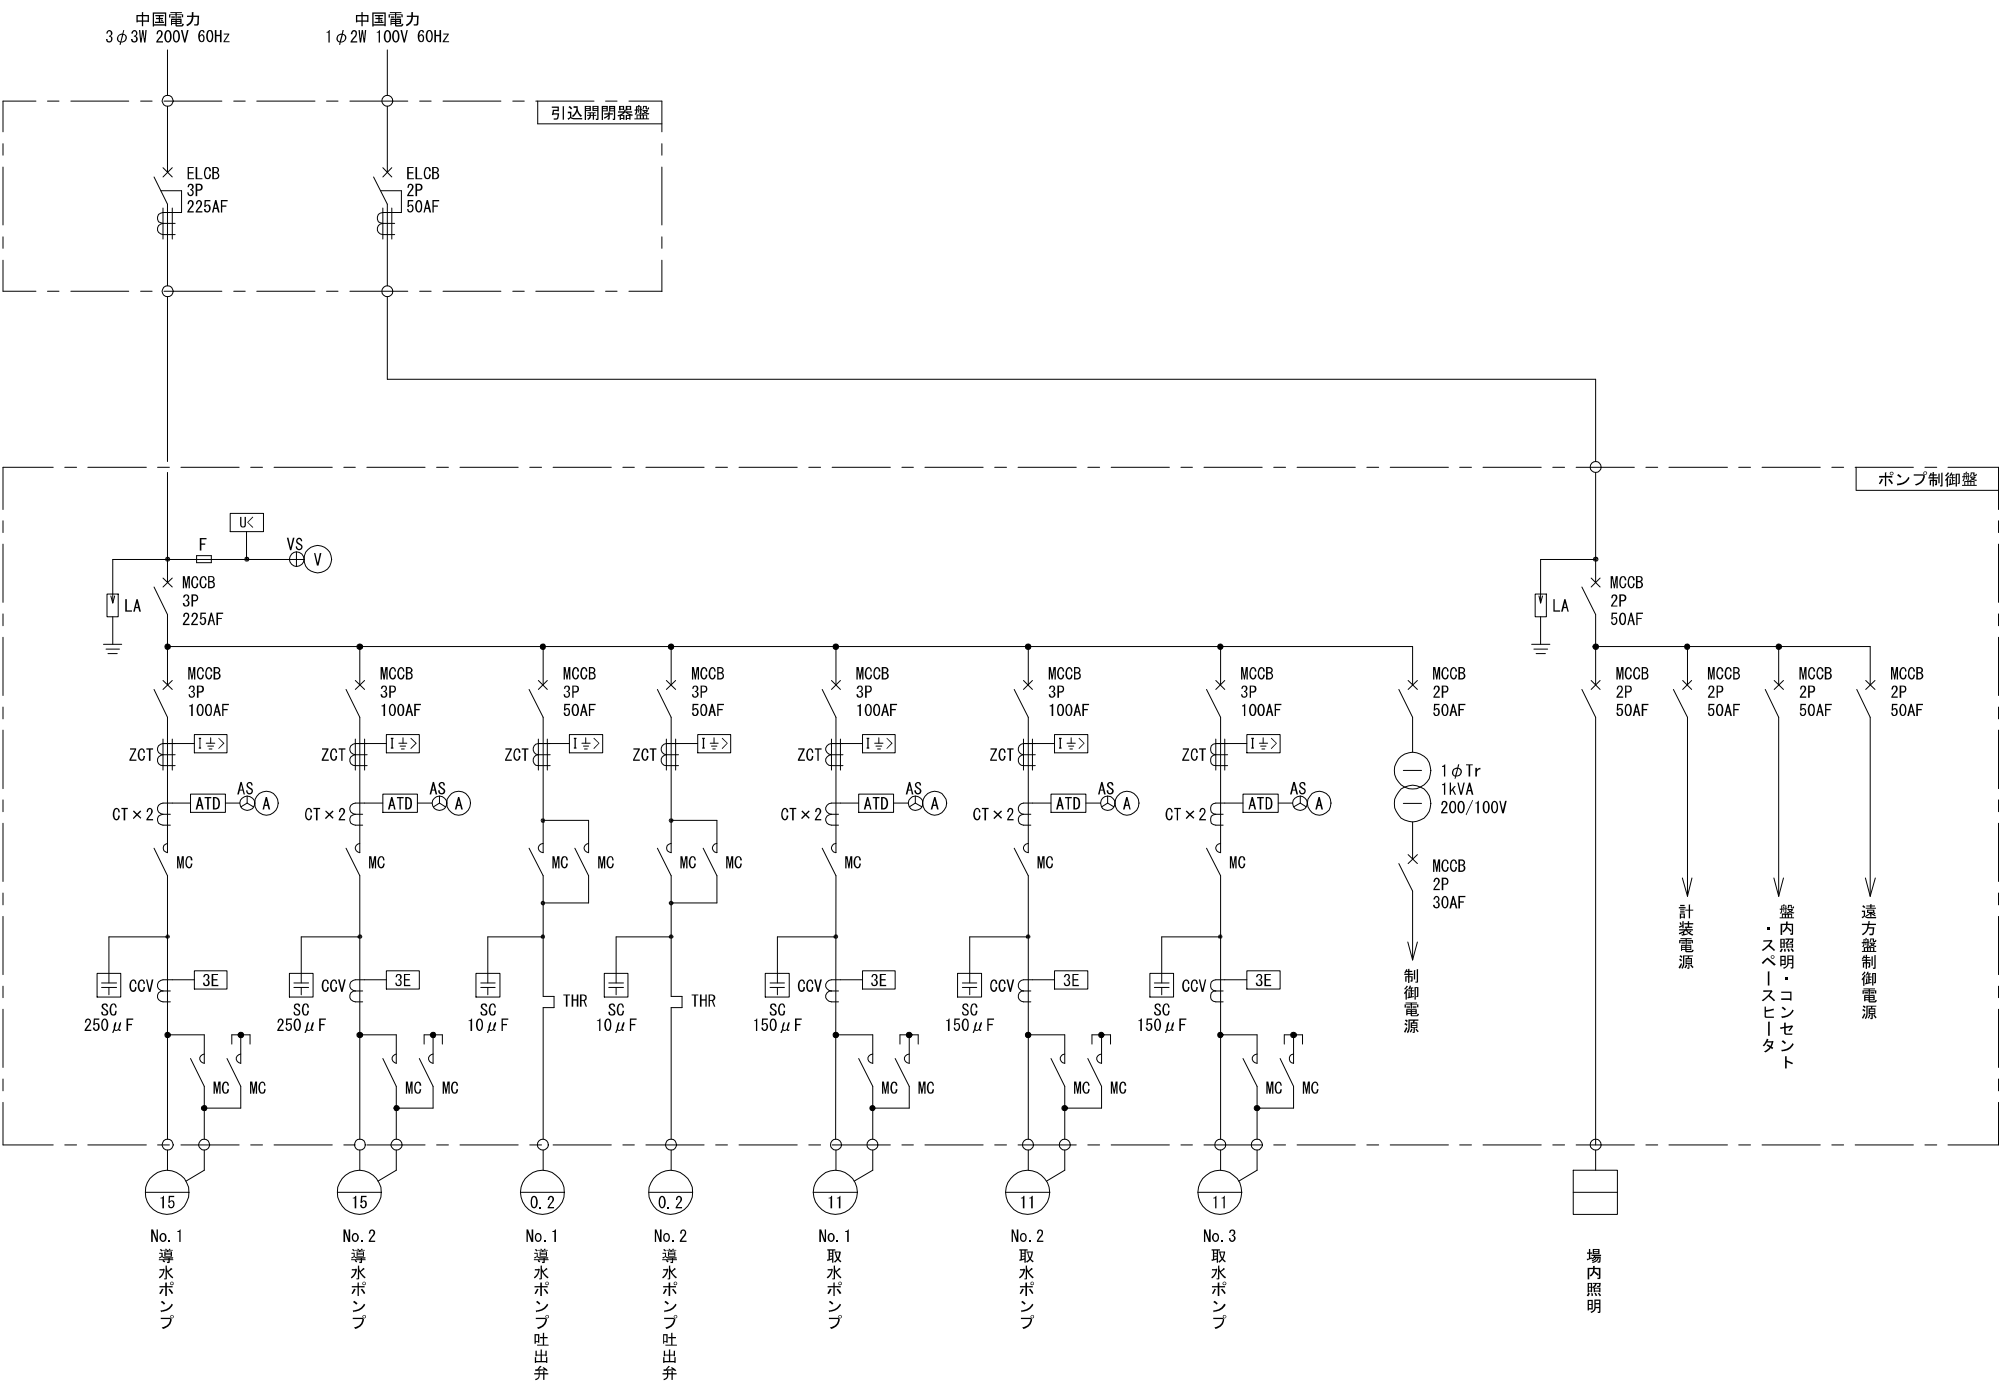 中国電力
3φ3W 200V 60Hz
中国電力
1φ2W 100V 60Hz
引込開閉器盤
ELCB
3P
225AF
ELCB
2P
50AF
ポンプ制御盤
U<
F
VS
V
LA
MCCB
3P
225AF
LA
MCCB
2P
50AF
MCCB
3P
100AF
MCCB
3P
100AF
MCCB
3P
50AF
MCCB
3P
50AF
MCCB
3P
100AF
MCCB
3P
100AF
MCCB
3P
100AF
MCCB
2P
50AF
MCCB
2P
50AF
MCCB
2P
50AF
MCCB
2P
50AF
MCCB
2P
50AF
ZCT
I⏚>
ZCT
I⏚>
ZCT
I⏚>
I⏚>
ZCT
I⏚>
ZCT
I⏚>
ZCT
I⏚>
1φTr
1kVA
200/100V
CT×2
ATD
AS
A
CT×2
ATD
AS
A
CT×2
ATD
AS
A
CT×2
ATD
AS
A
CT×2
ATD
AS
A
MC
MC
MC
MC
MC
MC
MC
MC
MC
MCCB
2P
30AF
制御電源
計装電源
盤内照明・コンセント
・スペースヒータ
遠方盤制御電源
SC
250μF
CCV
3E
SC
250μF
CCV
3E
SC
10μF
THR
SC
10μF
THR
SC
150μF
CCV
3E
SC
150μF
CCV
3E
SC
150μF
CCV
3E
MC
MC
MC
MC
MC
MC
MC
MC
MC
MC
15
15
0.2
0.2
11
11
11
No.1
導水ポンプ
No.2
導水ポンプ
No.1
導水ポンプ吐出弁
No.2
導水ポンプ吐出弁
No.1
取水ポンプ
No.2
取水ポンプ
No.3
取水ポンプ
場内照明